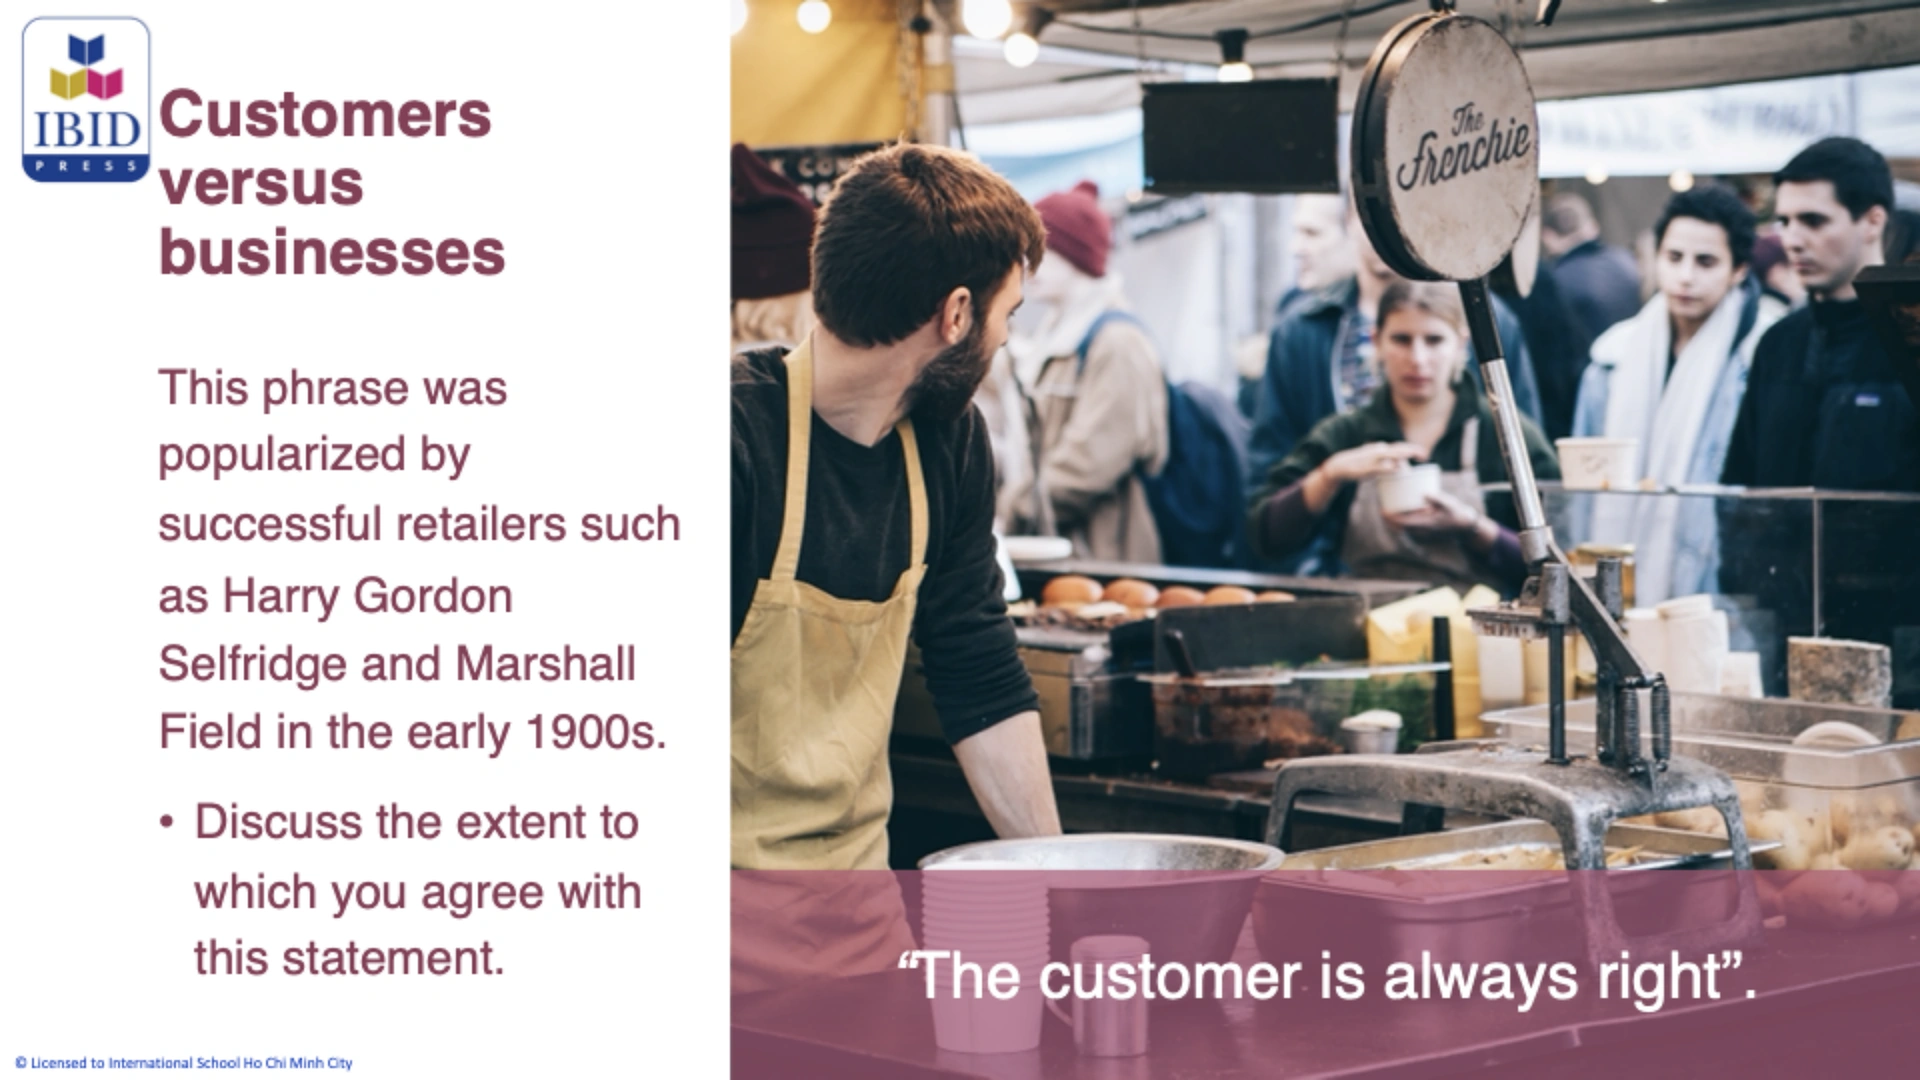 IBID
PRESS
Customers
versus
businesses
This phrase was
popularized by
successful retailers such
as Harry Gordon
Selfridge and Marshall
Field in the early 1900s.
• Discuss the extent to
which you agree with
this statement.
© Licensed to International School Ho Chi Minh City
The
frenchie
“The customer is always right”.